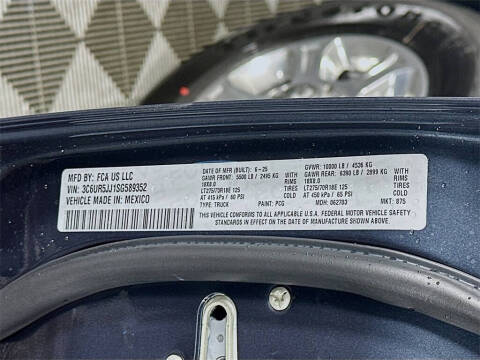 MFD BY: FCA US LLC
VIN: 3C6UR5JJ1SG589352
VEHICLE MADE IN: MEXICO
DATE OF MFR (BUILT): 6-25 GVWR: 10000 LB / 4536 KG
GAWR FRONT: 5500 LB / 2495 KG WITH TIRES GAWR REAR: 6390 LB / 2899 KG WITH TIRES
18X8.0 RIMS 18X8.0 RIMS
LT275/70R18E 125 LT275/70R18E 125
AT 415 kPa / 60 PSI AT 450 kPa / 65 PSI
TYPE: TRUCK PAINT: PCG MDH: 062703 MKT: 875
THIS VEHICLE CONFORMS TO ALL APPLICABLE U.S.A. FEDERAL MOTOR VEHICLE SAFETY
STANDARDS IN EFFECT ON THE DATE OF MANUFACTURE SHOWN ABOVE.